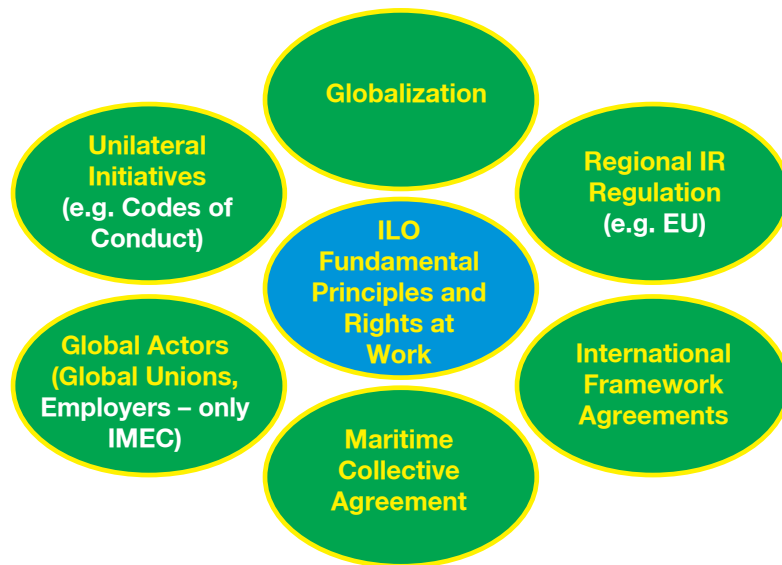 Globalization
Unilateral
Initiatives
(e.g. Codes of
Conduct)
Regional IR
Regulation
(e.g. EU)
ILO
Fundamental
Principles and
Rights at
Work
Global Actors
(Global Unions,
Employers – only
IMEC)
International
Framework
Agreements
Maritime
Collective
Agreement